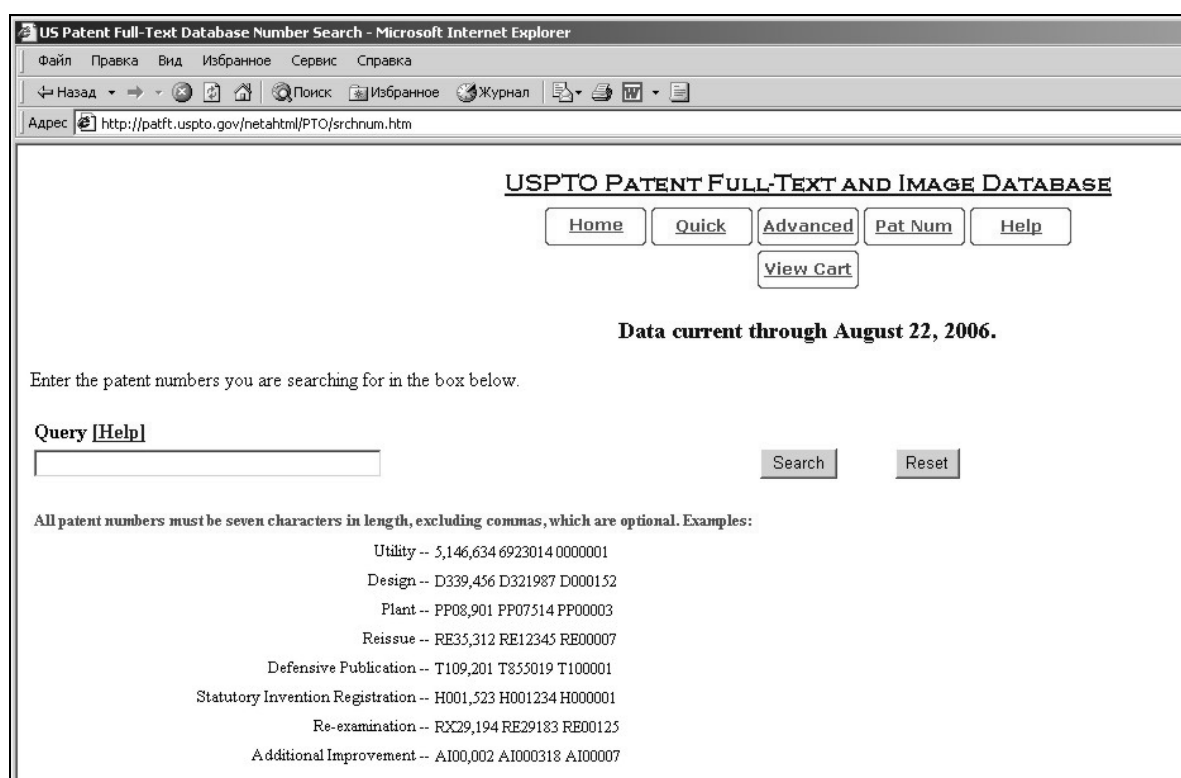 US Patent Full-Text Database Number Search - Microsoft Internet Explorer
Файл Правка Вид Избранное Сервис Справка
Назад Поиск Избранное Журнал
Адрес http://patft.uspto.gov/netahtml/PTO/srchnum.htm
USPTO PATENT FULL-TEXT AND IMAGE DATABASE
Home Quick Advanced Pat Num Help
View Cart
Data current through August 22, 2006.
Enter the patent numbers you are searching for in the box below.
Query [Help]
Search Reset
All patent numbers must be seven characters in length, excluding commas, which are optional. Examples:
Utility -- 5,146,634 6923014 0000001
Design -- D339,456 D321987 D000152
Plant -- PP08,901 PP07514 PP00003
Reissue -- RE35,312 RE12345 RE00007
Defensive Publication -- T109,201 T855019 T100001
Statutory Invention Registration -- H001,523 H001234 H000001
Re-examination -- RX29,194 RE29183 RE00125
Additional Improvement -- AI00,002 AI000318 AI00007